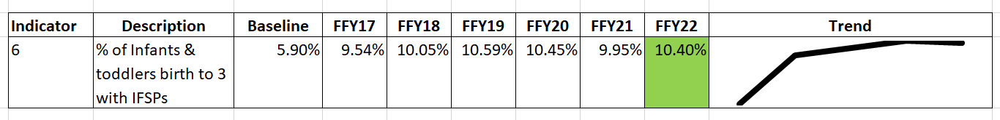 Indicator Description Baseline FFY17 FFY18 FFY19 FFY20 FFY21 FFY22 Trend
6 % of Infants & 5.90% 9.54% 10.05% 10.59% 10.45% 9.95% 10.40%
toddlers birth to 3
with IFSPs